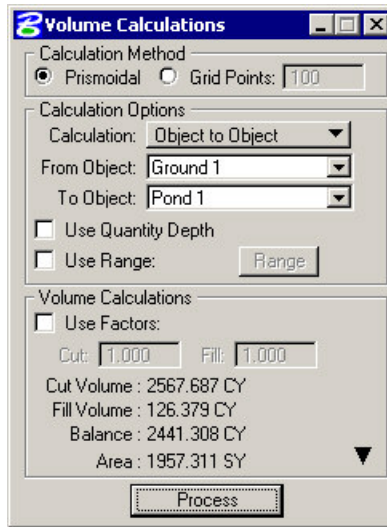 Volume Calculations
Calculation Method
Prismoidal Grid Points: 100
Calculation Options
Calculation: Object to Object
From Object: Ground 1
To Object: Pond 1
Use Quantity Depth
Use Range: Range
Volume Calculations
Use Factors:
Cut: 1.000 Fill: 1.000
Cut Volume : 2567.687 CY
Fill Volume : 126.379 CY
Balance : 2441.308 CY
Area : 1957.311 SY
Process